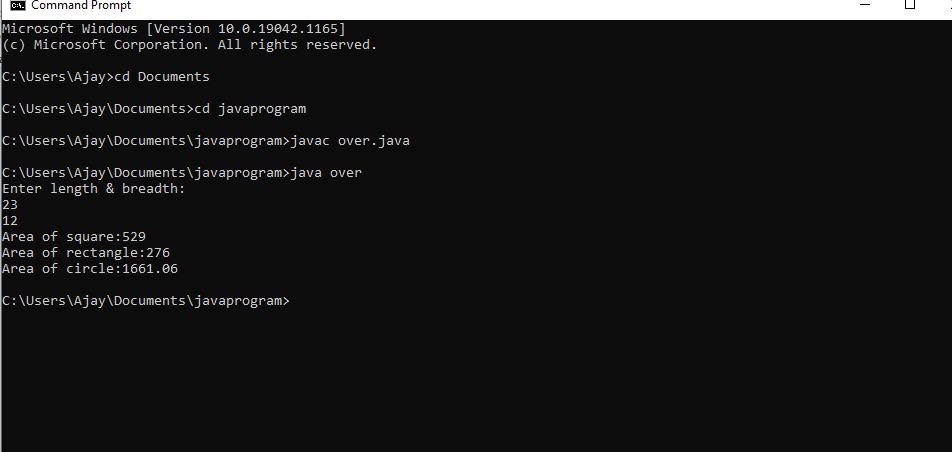 Command Prompt
Microsoft Windows [Version 10.0.19042.1165]
(c) Microsoft Corporation. All rights reserved.
C:\Users\Ajay>cd Documents
C:\Users\Ajay\Documents>cd javaprogram
C:\Users\Ajay\Documents\javaprogram>javac over.java
C:\Users\Ajay\Documents\javaprogram>java over
Enter length & breadth:
23
12
Area of square:529
Area of rectangle:276
Area of circle:1661.06
C:\Users\Ajay\Documents\javaprogram>